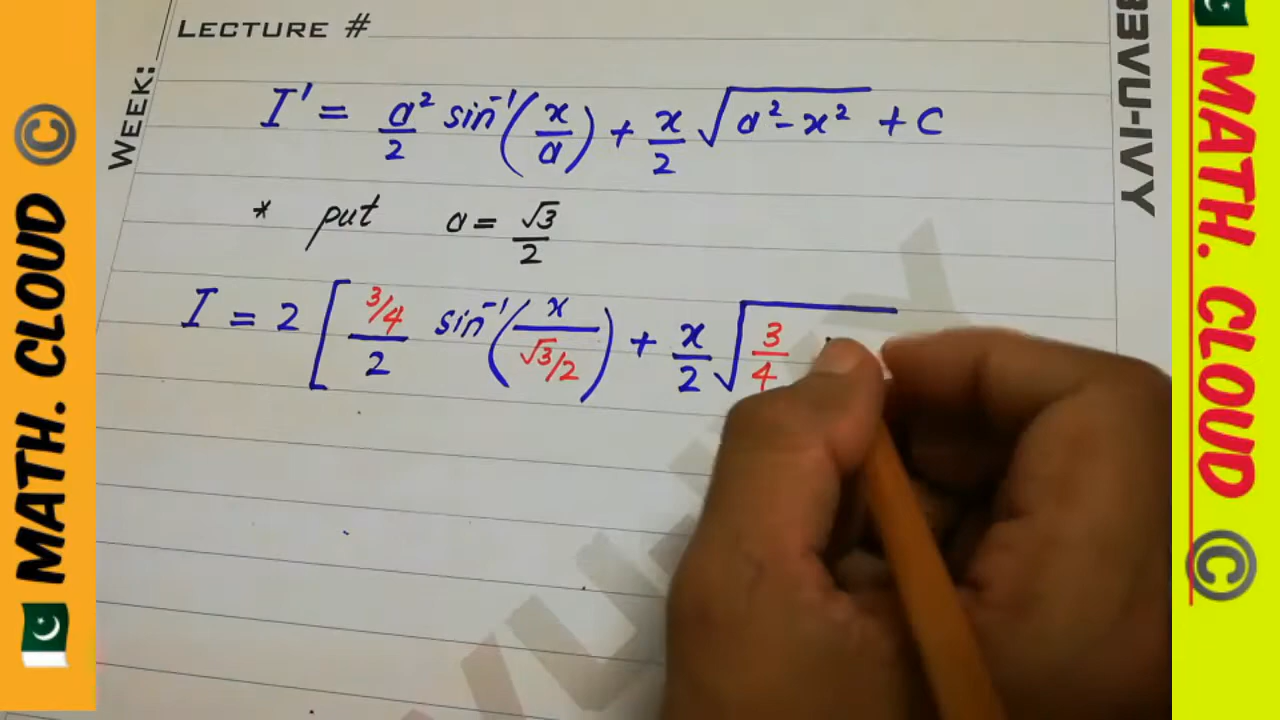 LECTURE #
WEEK:
I' = a²/2 sin⁻¹(x/a) + x/2 √(a²-x²) + C
* put a = √3/2
I = 2 [ 3/4/2 sin⁻¹(x/√3/2) + x/2 √(3/4
MATH. CLOUD ©
MATH. CLOUD ©